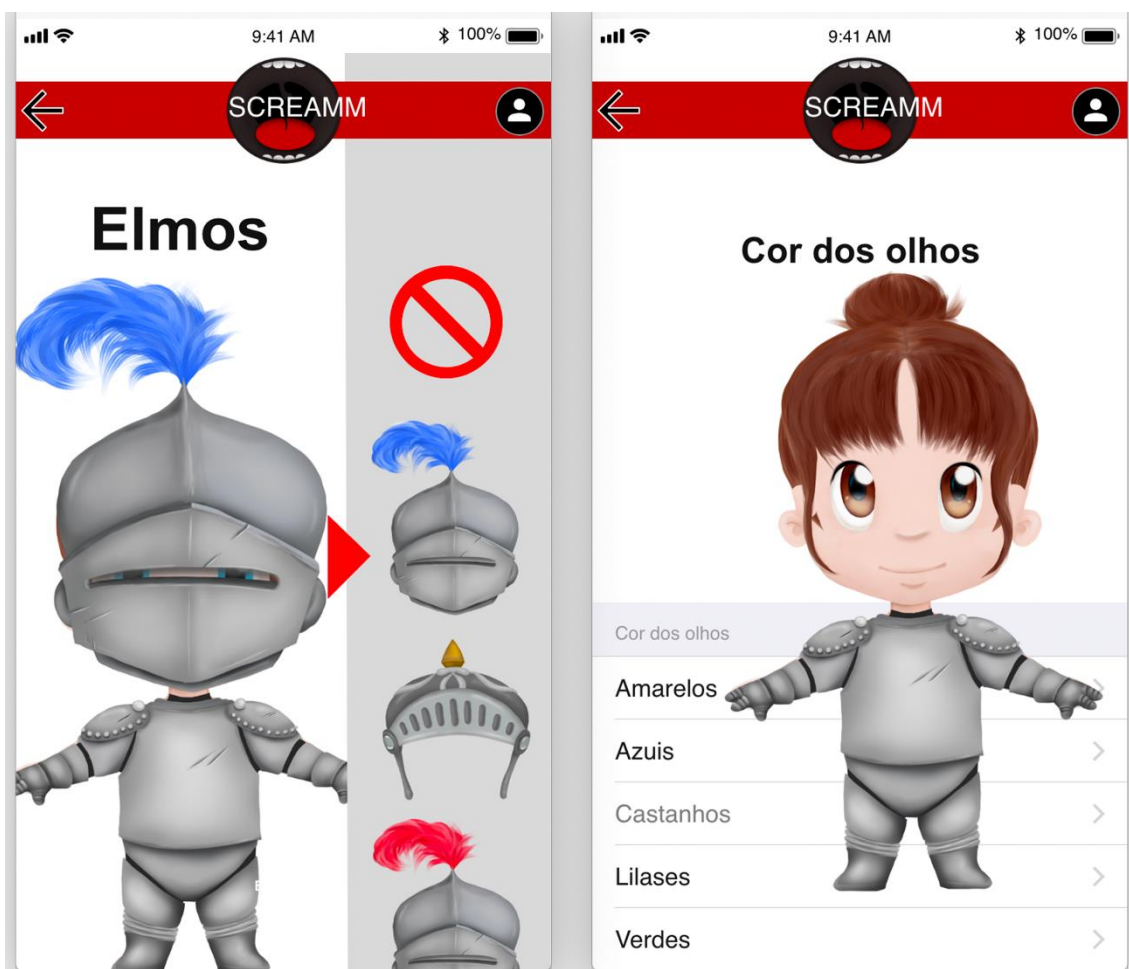 9:41 AM
100%
SCREAMM
Elmos
9:41 AM
100%
SCREAMM
Cor dos olhos
Cor dos olhos
Amarelos
Azuis
Castanhos
Lilases
Verdes